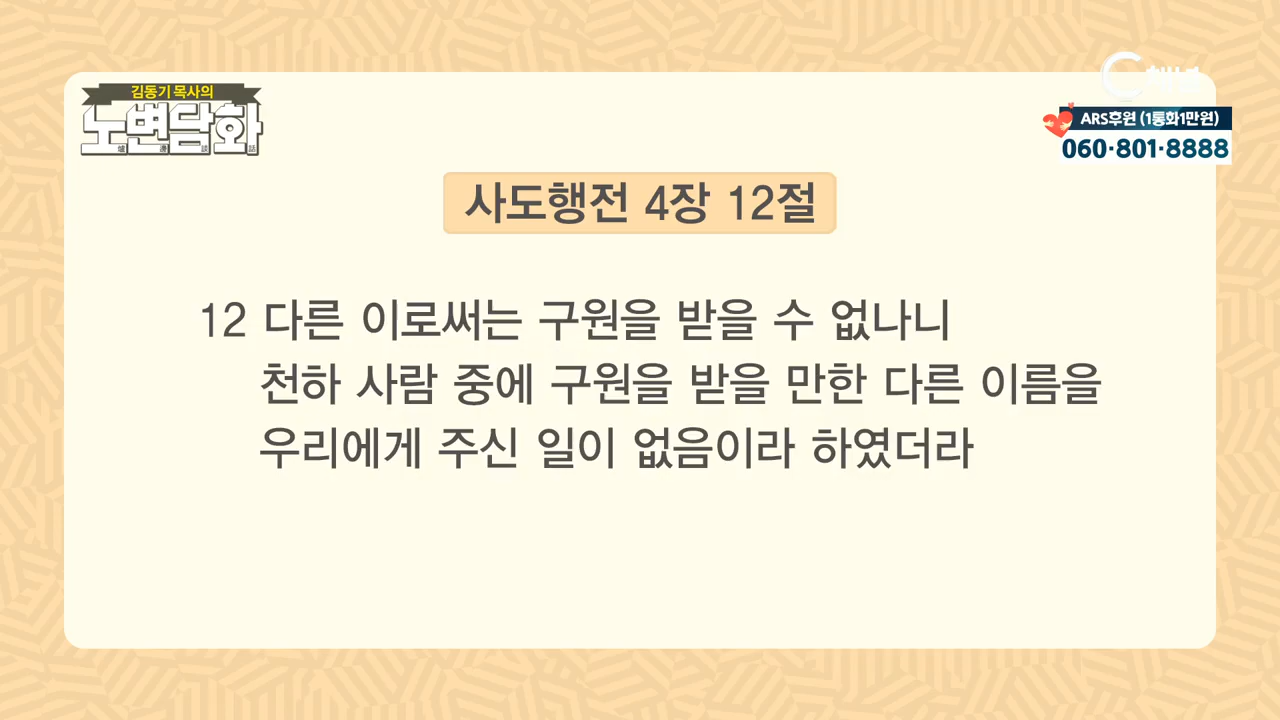 김동기 목사의
노변담화
爐邊談話
ARS후원 (1통화1만원)
060·801·8888
사도행전 4장 12절
12 다른 이로써는 구원을 받을 수 없나니
천하 사람 중에 구원을 받을 만한 다른 이름을
우리에게 주신 일이 없음이라 하였더라